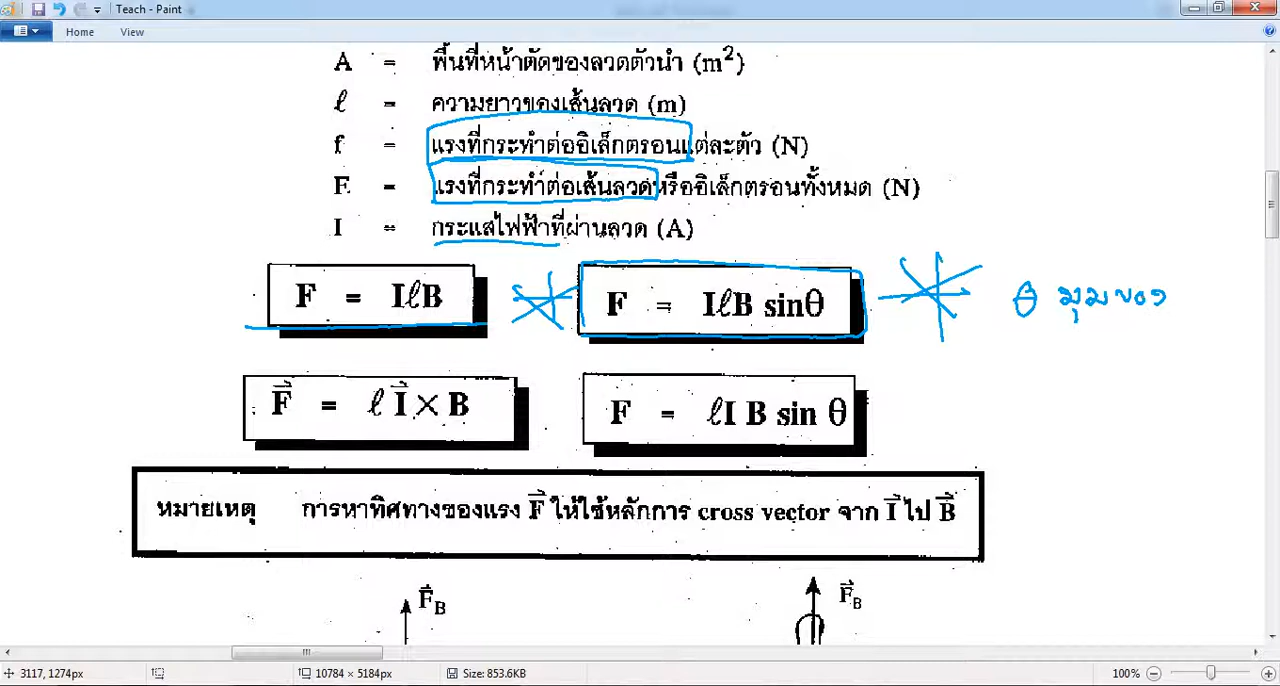 Teach - Paint
Home View
A = พื้นที่หน้าตัดของลวดตัวนำ (m²)
ℓ = ความยาวของเส้นลวด (m)
f = แรงที่กระทำต่ออิเล็กตรอนแต่ละตัว (N)
F = แรงที่กระทำต่อเส้นลวดหรืออิเล็กตรอนทั้งหมด (N)
I = กระแสไฟฟ้าที่ผ่านลวด (A)
F = IℓB F = IℓB sinθ θ มุมของ
F⃗ = ℓ I⃗ × B F = ℓI B sin θ
หมายเหตุ การหาทิศทางของแรง F⃗ ให้ใช้หลักการ cross vector จาก I⃗ ไป B⃗
F⃗B F⃗B
3117, 1274px 10784 × 5184px Size: 853.6KB 100%